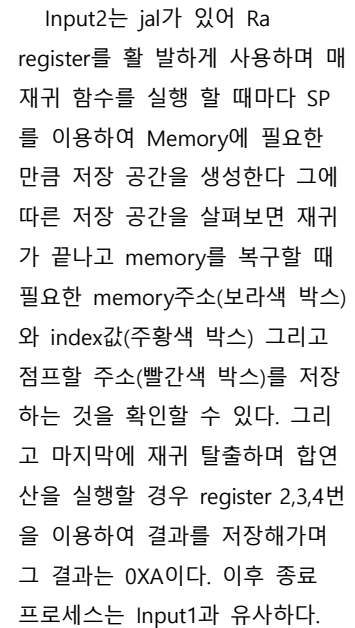 Input2는 jal가 있어 Ra
register를 활 발하게 사용하며 매
재귀 함수를 실행 할 때마다 SP
를 이용하여 Memory에 필요한
만큼 저장 공간을 생성한다 그에
따른 저장 공간을 살펴보면 재귀
가 끝나고 memory를 복구할 때
필요한 memory주소(보라색 박스)
와 index값(주황색 박스) 그리고
점프할 주소(빨간색 박스)를 저장
하는 것을 확인할 수 있다. 그리
고 마지막에 재귀 탈출하며 합연
산을 실행할 경우 register 2,3,4번
을 이용하여 결과를 저장해가며
그 결과는 0XA이다. 이후 종료
프로세스는 Input1과 유사하다.